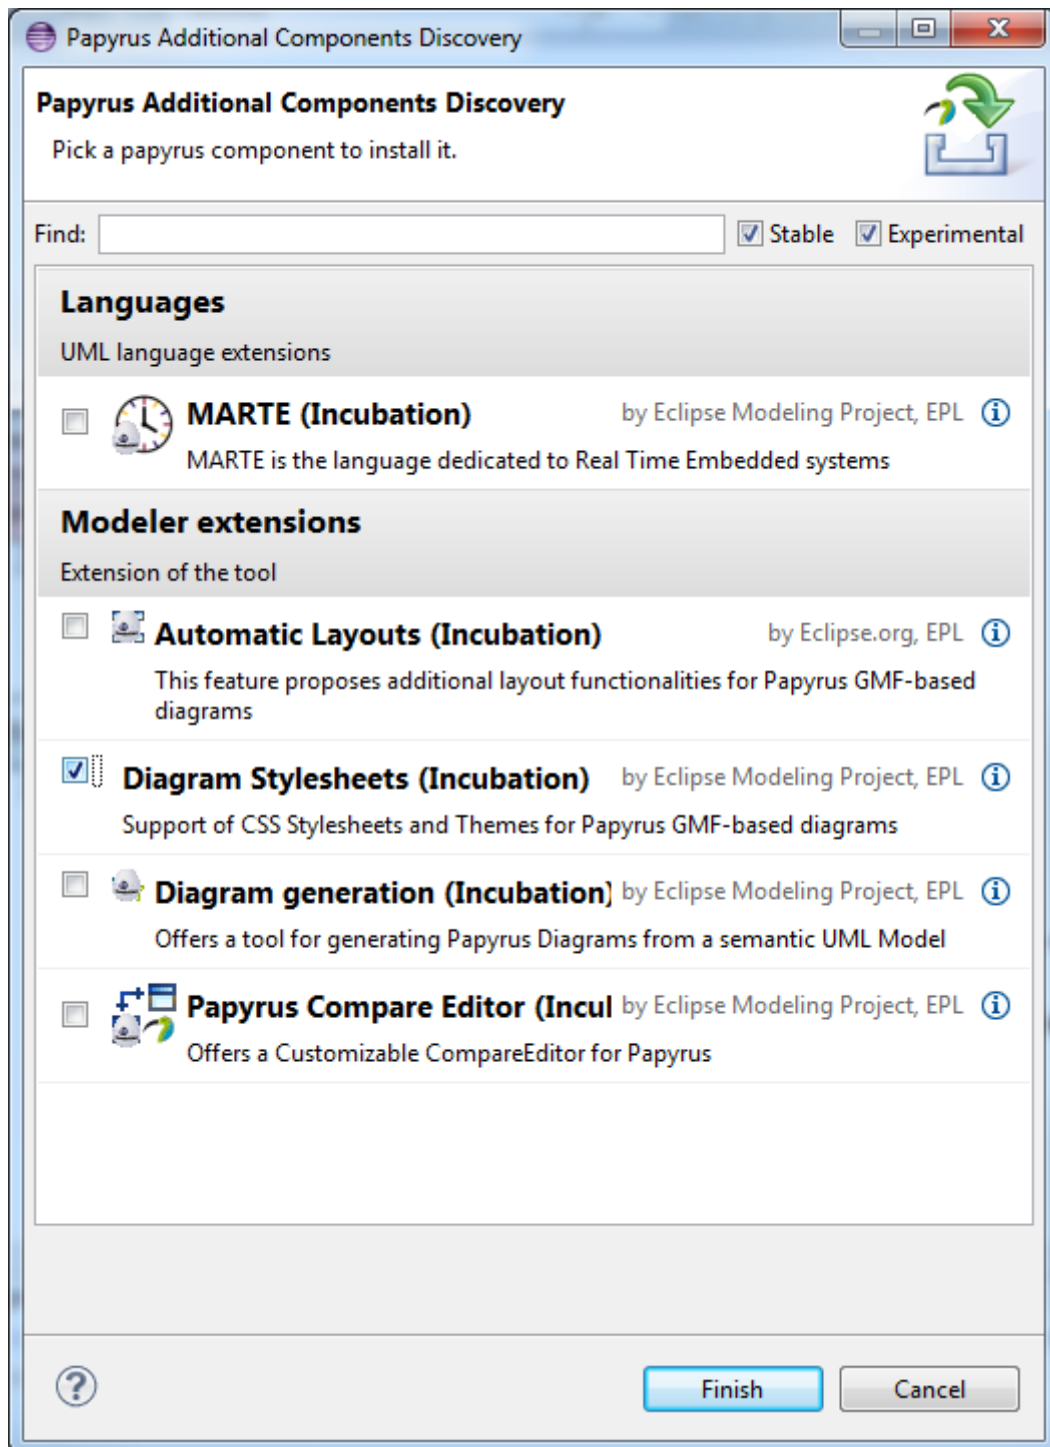 Papyrus Additional Components Discovery
Papyrus Additional Components Discovery
Pick a papyrus component to install it.
Find: Stable Experimental
Languages
UML language extensions
MARTE (Incubation) by Eclipse Modeling Project, EPL
MARTE is the language dedicated to Real Time Embedded systems
Modeler extensions
Extension of the tool
Automatic Layouts (Incubation) by Eclipse.org, EPL
This feature proposes additional layout functionalities for Papyrus GMF-based
diagrams
Diagram Stylesheets (Incubation) by Eclipse Modeling Project, EPL
Support of CSS Stylesheets and Themes for Papyrus GMF-based diagrams
Diagram generation (Incubation) by Eclipse Modeling Project, EPL
Offers a tool for generating Papyrus Diagrams from a semantic UML Model
Papyrus Compare Editor (Incul by Eclipse Modeling Project, EPL
Offers a Customizable CompareEditor for Papyrus
Finish Cancel